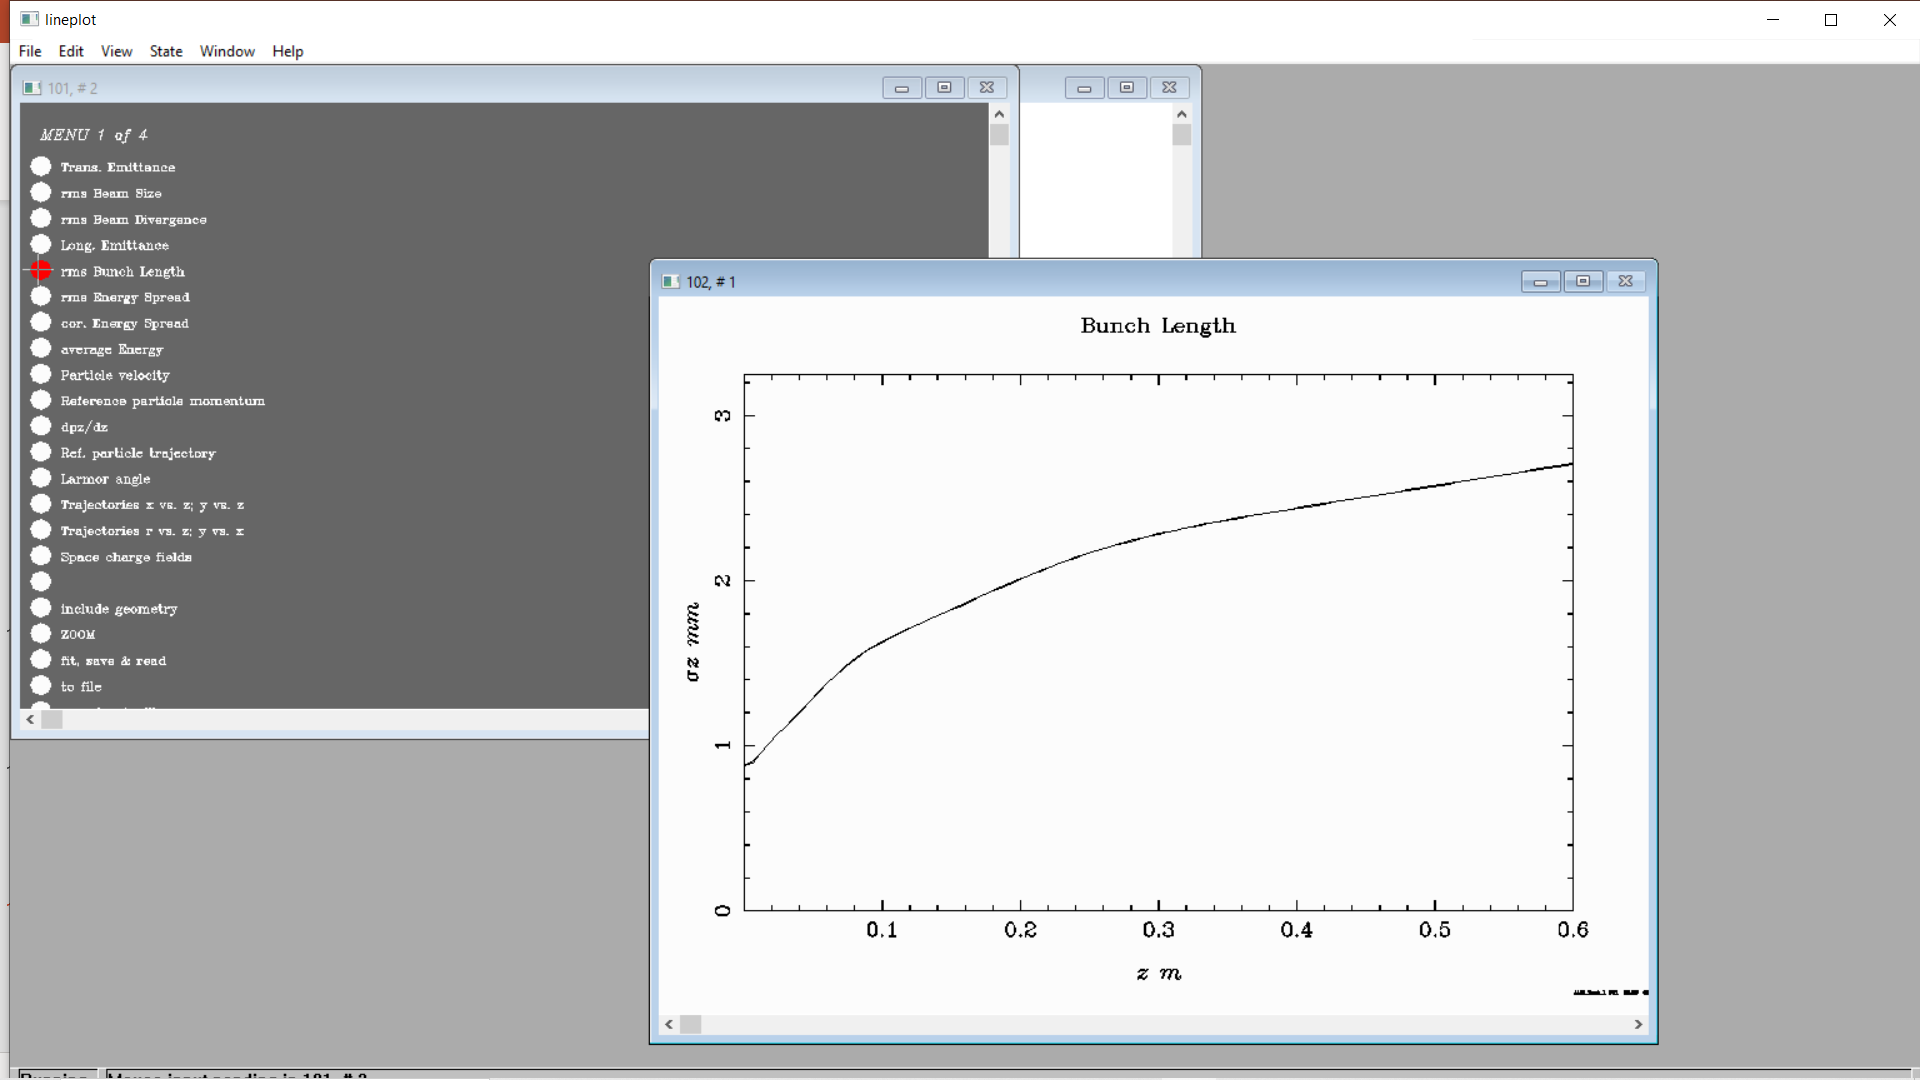 lineplot
File Edit View State Window Help
101, # 2
MENU 1 of 4
Trans. Emittance
rms Beam Size
rms Beam Divergence
Long. Emittance
rms Bunch Length
rms Energy Spread
cor. Energy Spread
average Energy
Particle velocity
Reference particle momentum
dpz/dz
Ref. particle trajectory
Larmor angle
Trajectories x vs. z; y vs. z
Trajectories r vs. z; y vs. x
Space charge fields
include geometry
ZOOM
fit, save & read
to file
102, # 1
Bunch Length
3
2
1
0
σz mm
0.1 0.2 0.3 0.4 0.5 0.6
z m